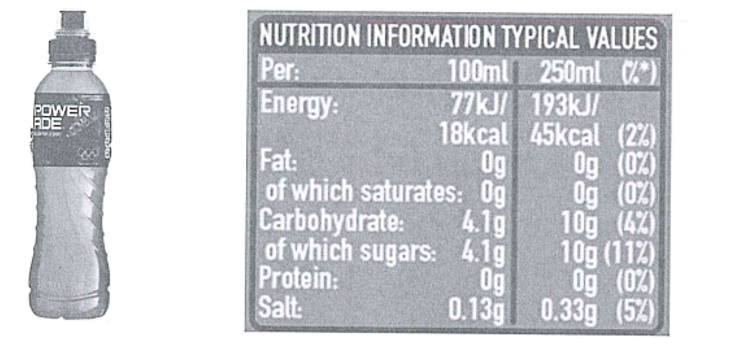 POWER
ADE
NUTRITION INFORMATION TYPICAL VALUES
Per: 100ml 250ml (%*)
Energy: 77kJ/ 193kJ/
18kcal 45kcal (2%)
Fat: 0g 0g (0%)
of which saturates: 0g 0g (0%)
Carbohydrate: 4.1g 10g (4%)
of which sugars: 4.1g 10g (11%)
Protein: 0g 0g (0%)
Salt: 0.13g 0.33g (5%)